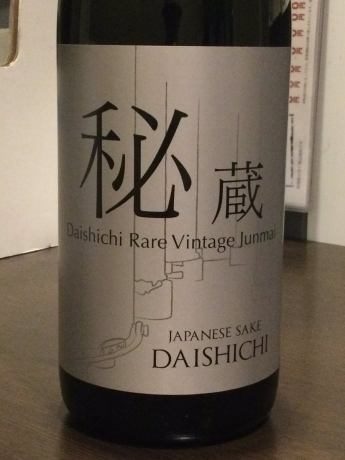 秘蔵
Daishichi Rare Vintage Junmai
JAPANESE SAKE
DAISHICHI